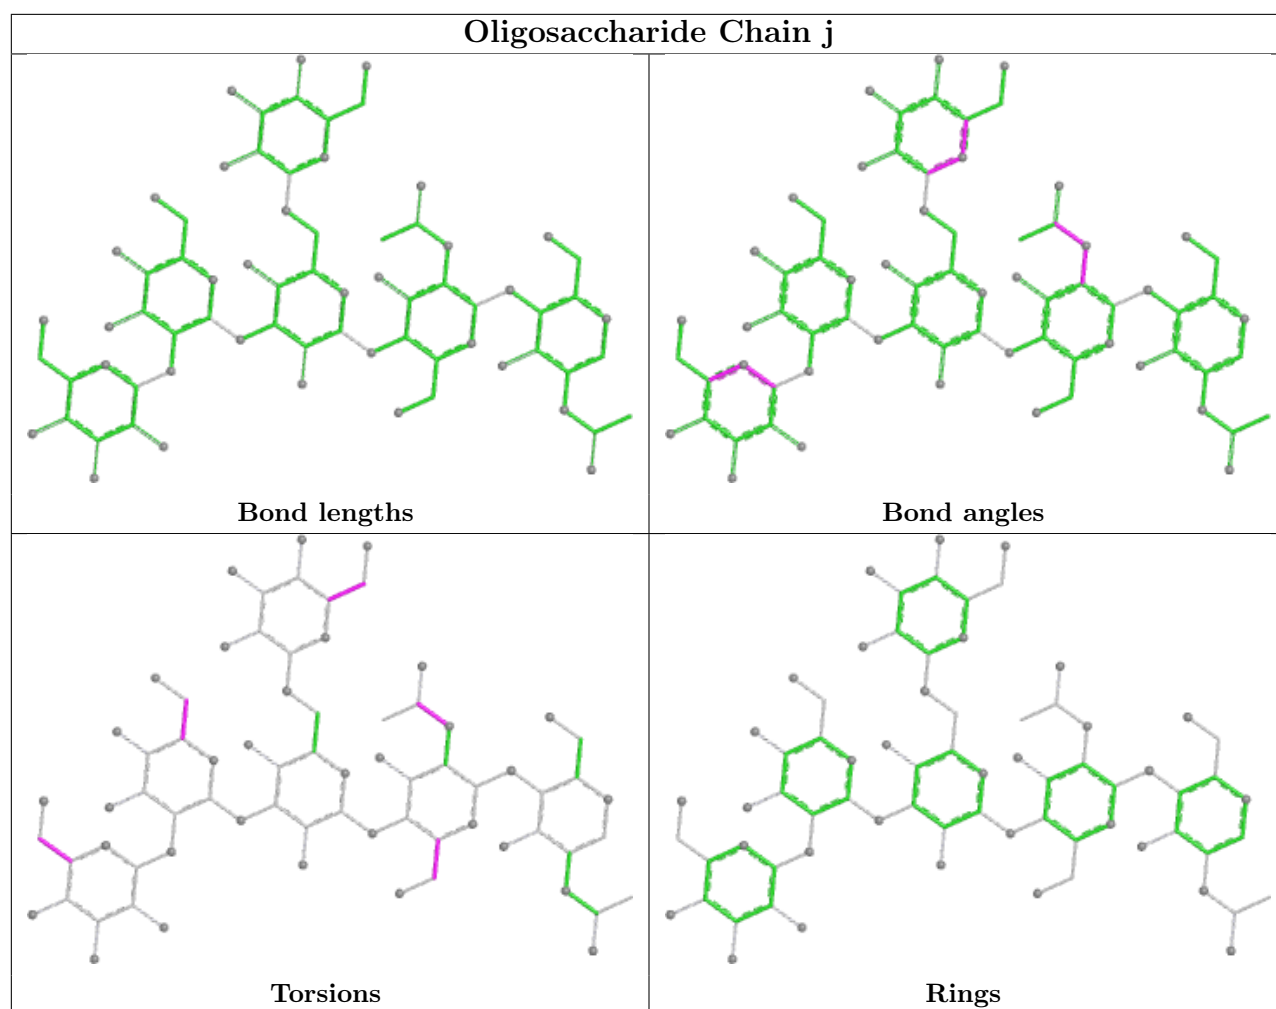 Oligosaccharide Chain j
Bond lengths
Bond angles
Torsions
Rings